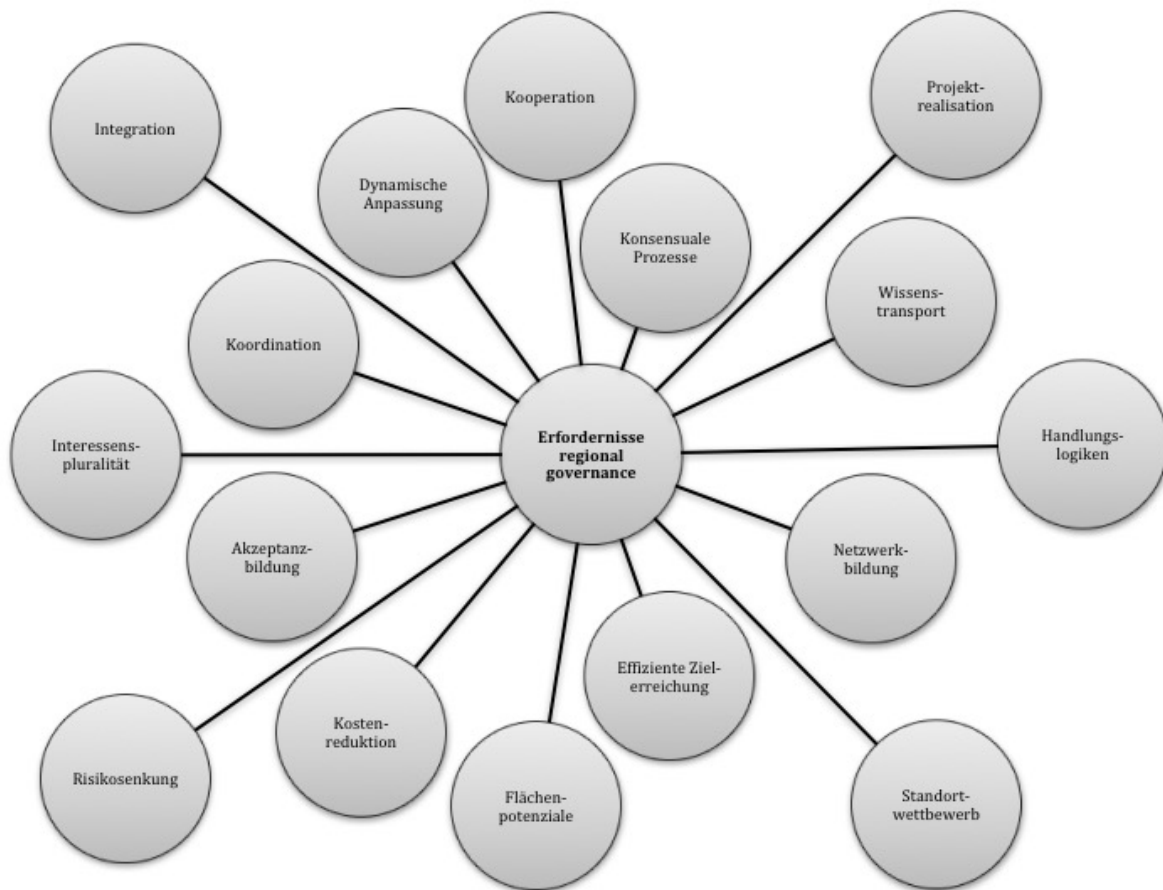 Kooperation
Projekt-
realisation
Integration
Dynamische
Anpassung
Konsensuale
Prozesse
Wissens-
transport
Koordination
Interessens-
pluralität
Erfordernisse
regional
governance
Handlungs-
logiken
Akzeptanz-
bildung
Netzwerk-
bildung
Effiziente Ziel-
erreichung
Kosten-
reduktion
Risikosenkung
Flächen-
potenziale
Standort-
wettbewerb